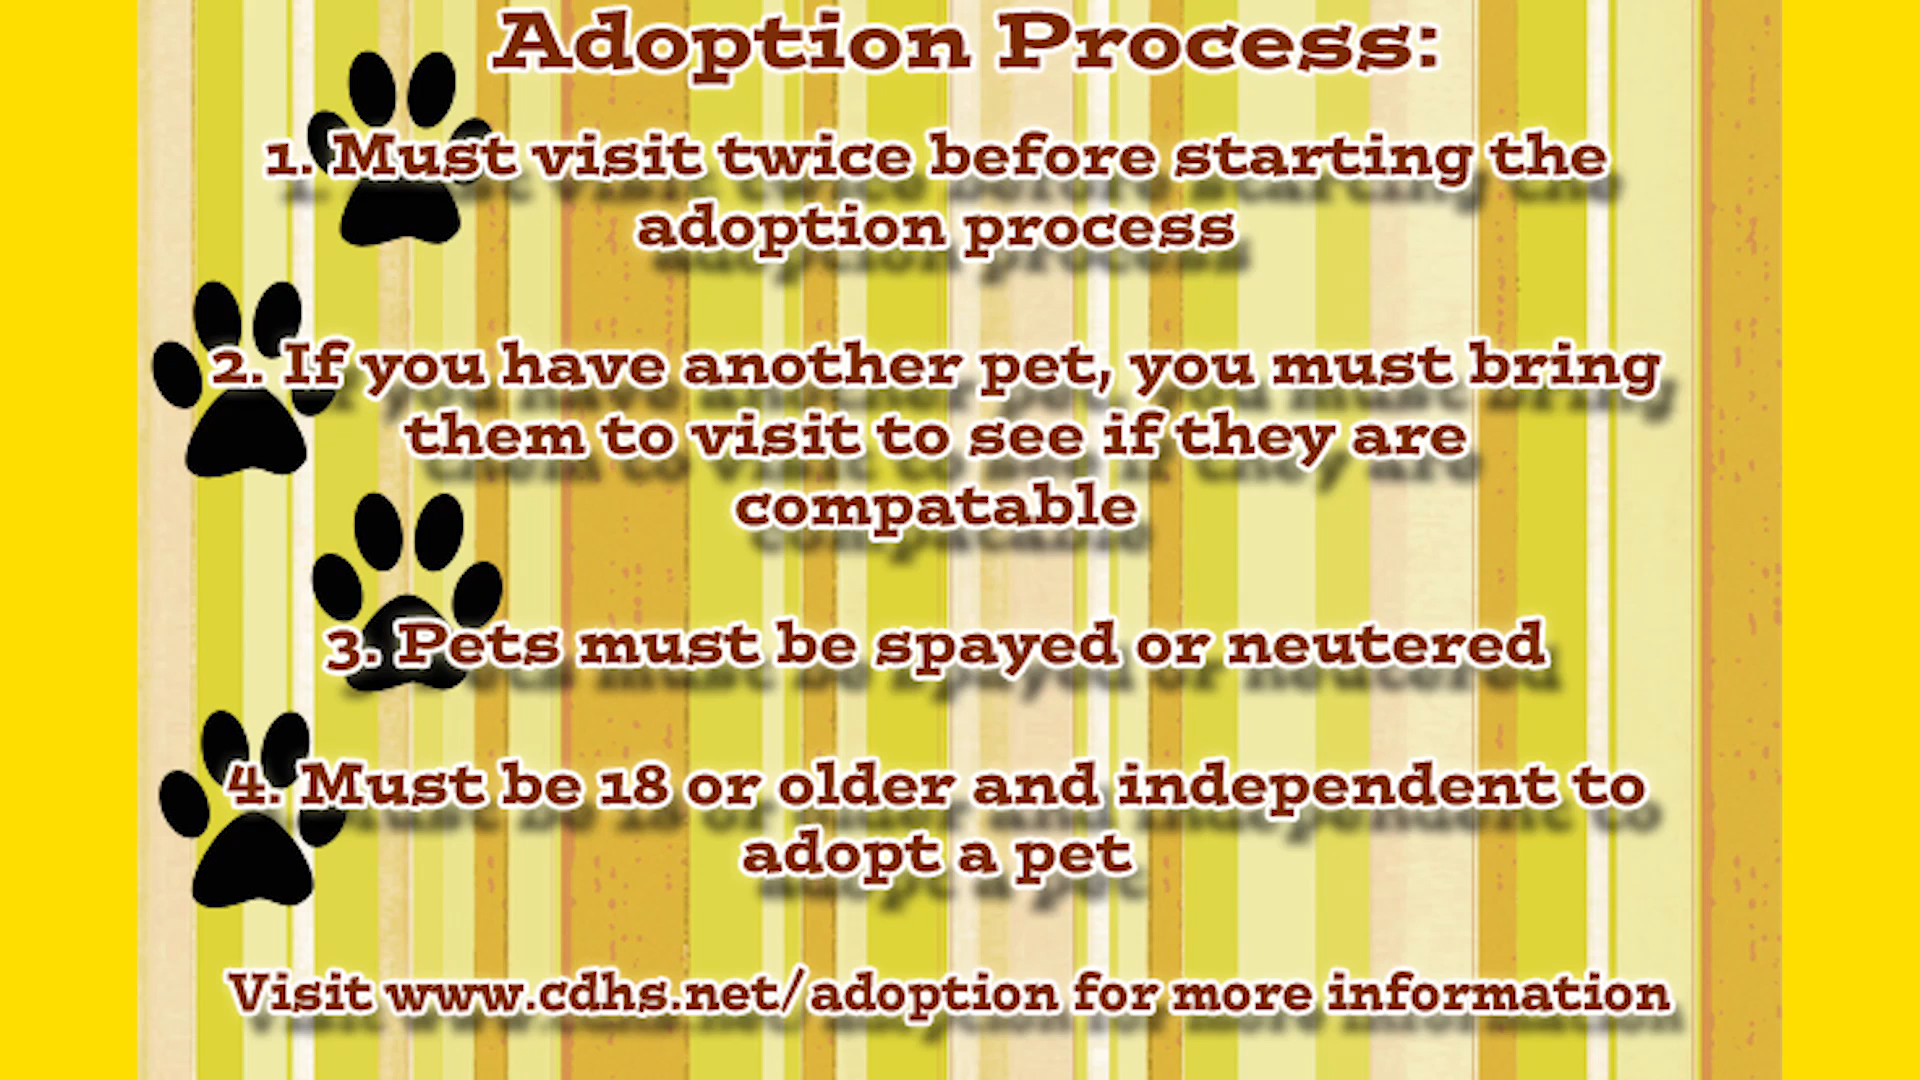 Adoption Process:
1. Must visit twice before starting the
adoption process
2. If you have another pet, you must bring
them to visit to see if they are
compatable
3. Pets must be spayed or neutered
4. Must be 18 or older and independent to
adopt a pet
Visit www.cdhs.net/adoption for more information